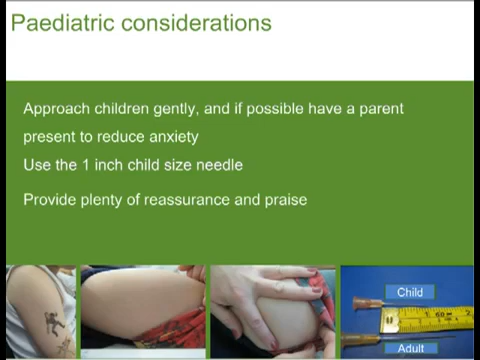 Paediatric considerations
Approach children gently, and if possible have a parent
present to reduce anxiety
Use the 1 inch child size needle
Provide plenty of reassurance and praise
Child
Adult